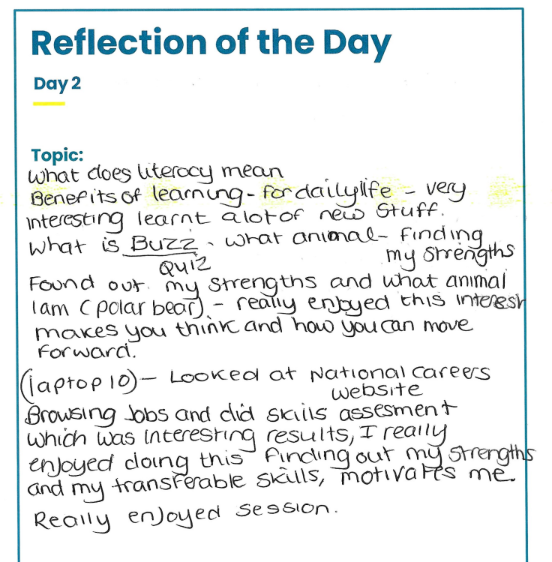 Reflection of the Day
Day 2
Topic:
What does literacy mean
Benefits of learning - for daily life - very
interesting learnt a lot of new stuff.
What is Buzz - what animal - finding
Quiz my strengths
Found out my strengths and what animal
I am (polar bear) - really enjoyed this interest
makes you think and how you can move
forward.
(laptop 10) - Looked at National careers
website
Browsing Jobs and did skills assesment
which was interesting results, I really
enjoyed doing this finding out my strengths
and my transferable skills, motivates me.
Really enjoyed session.